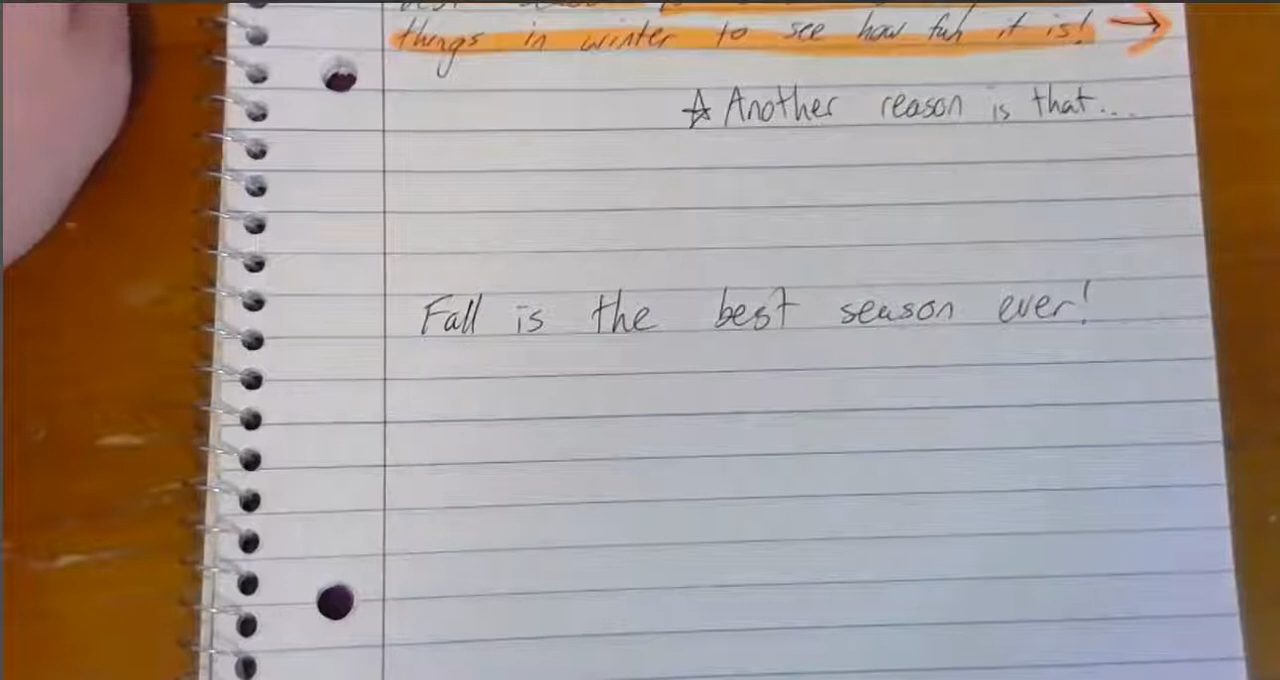 things in winter to see how fun it is! →
☆ Another reason is that...
Fall is the best season ever!